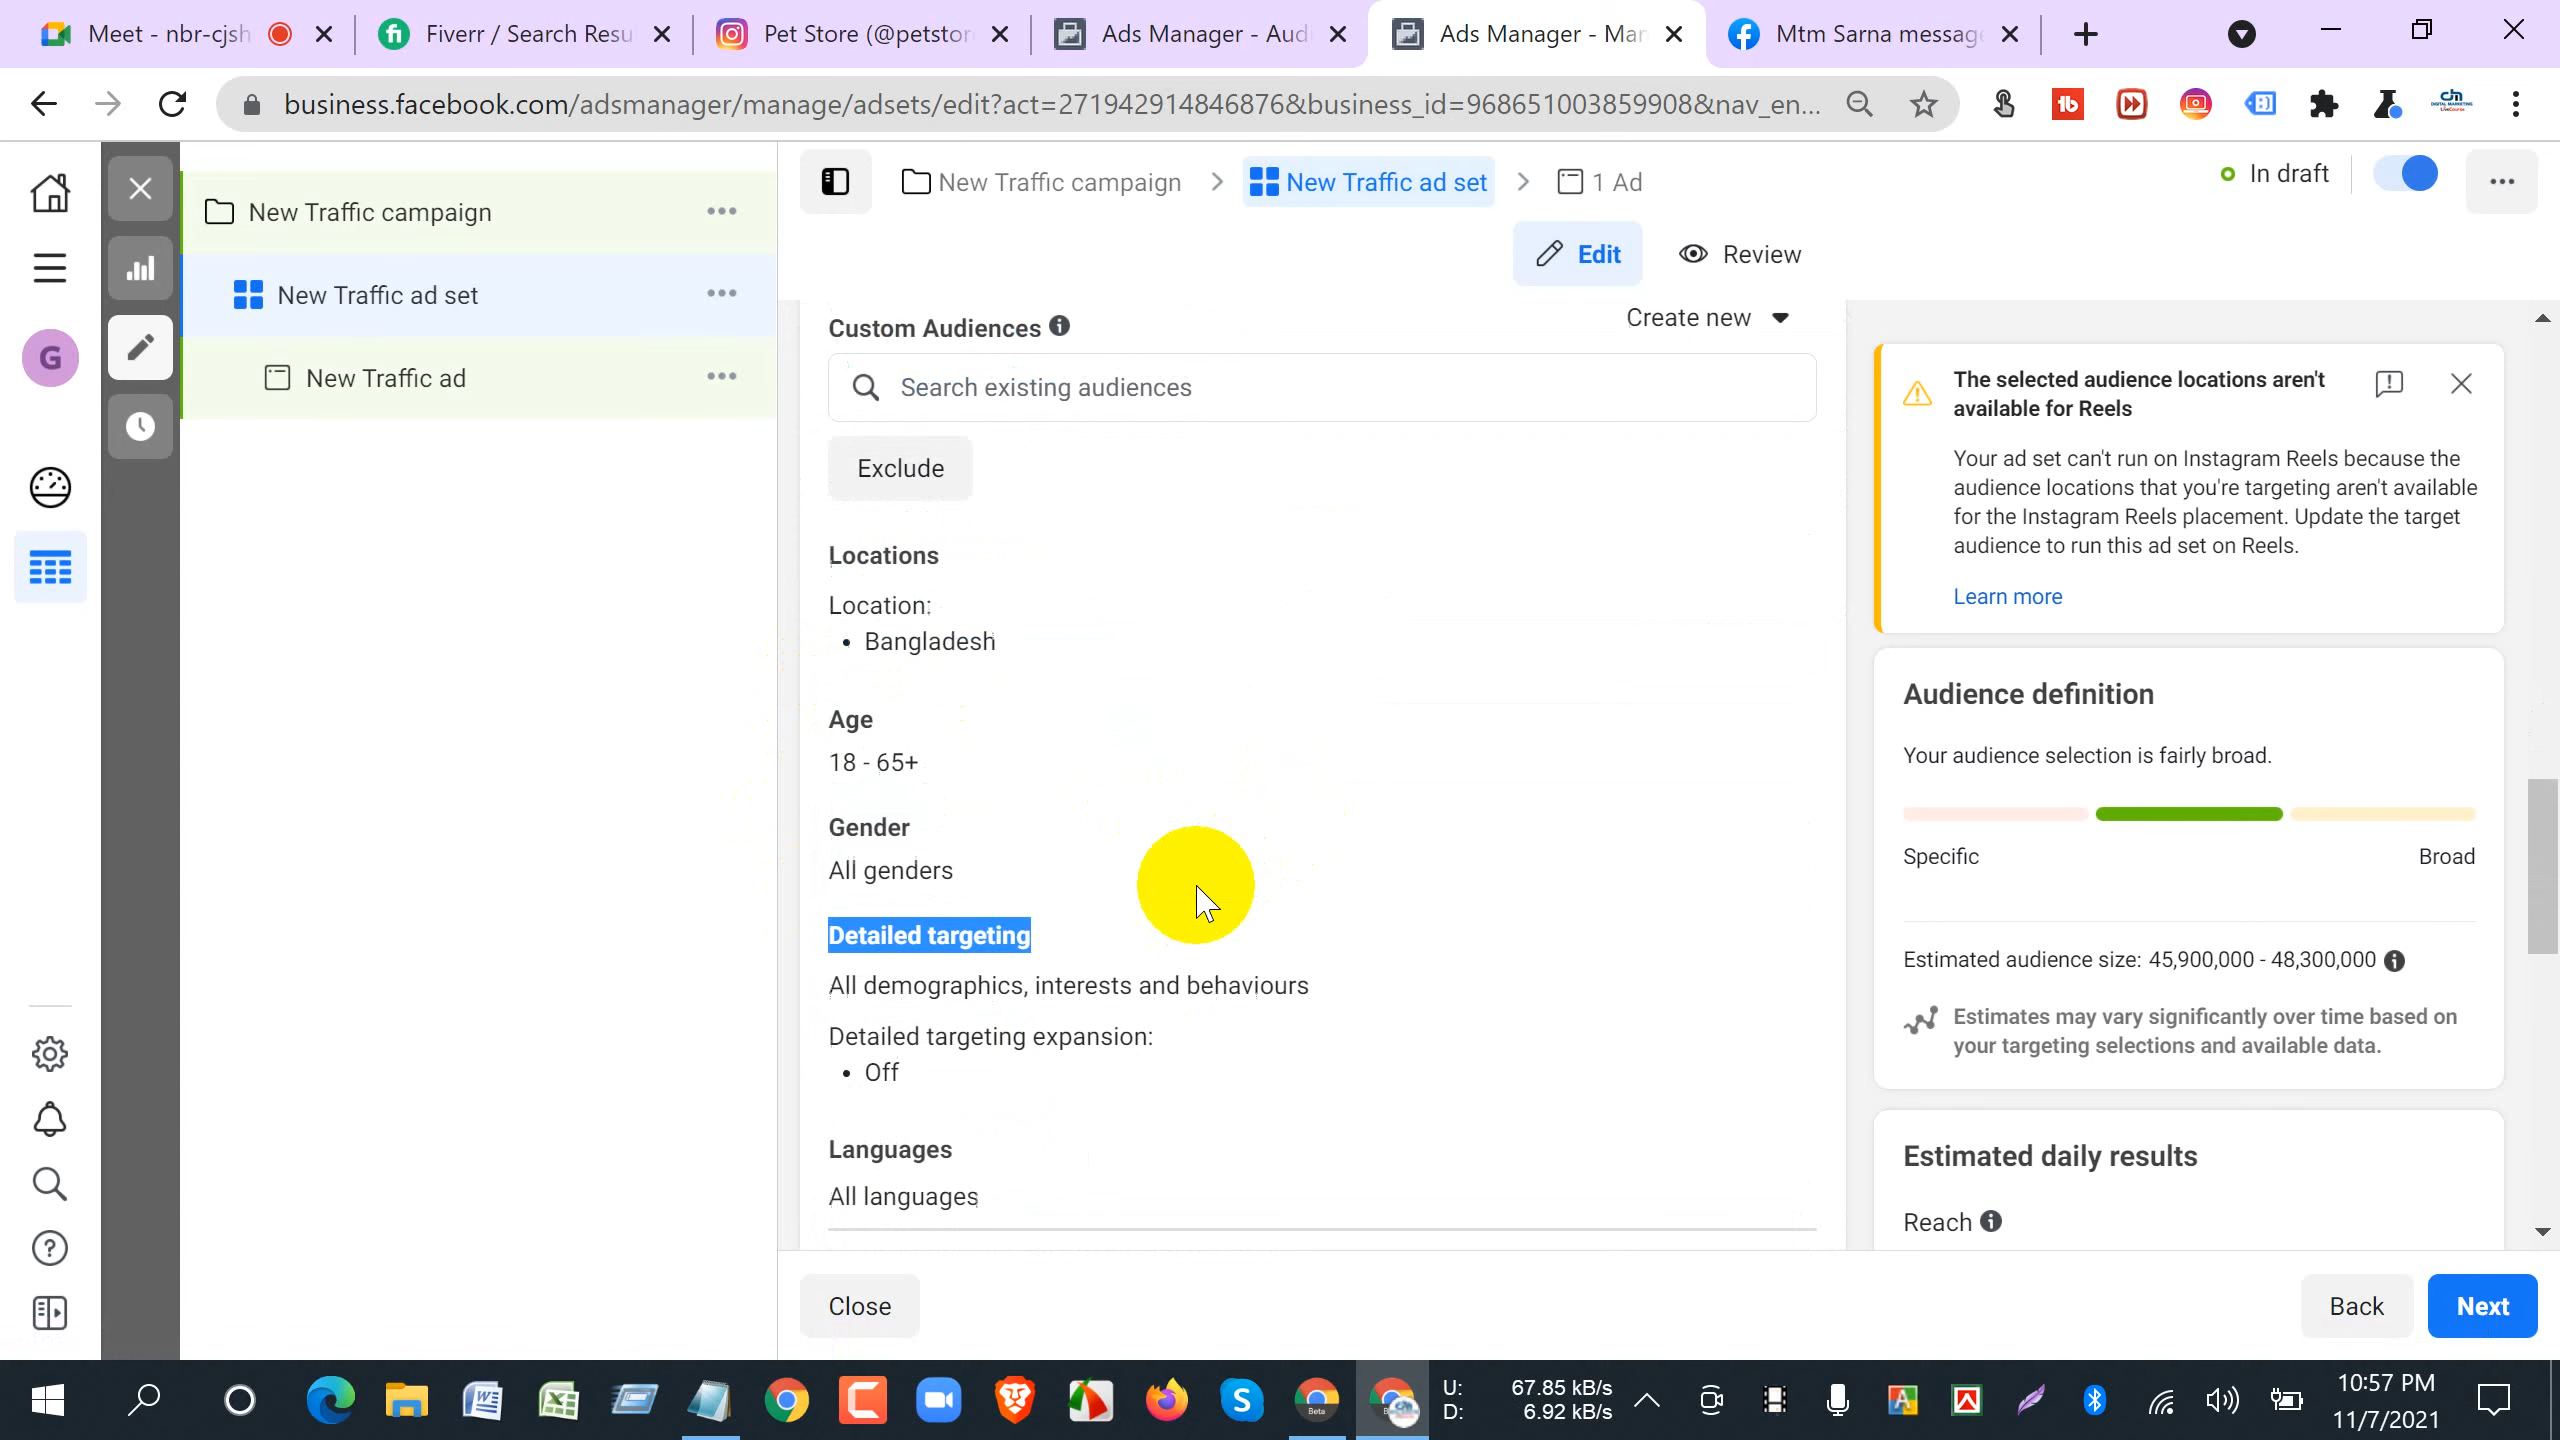 Meet - nbr-cjsh
Fiverr / Search Resu
Pet Store (@petstor
Ads Manager - Aud
Ads Manager - Mar
Mtm Sarna messag
business.facebook.com/adsmanager/manage/adsets/edit?act=271942914846876&business_id=968651003859908&nav_en...
G
New Traffic campaign
New Traffic ad set
New Traffic ad
New Traffic campaign
New Traffic ad set
1 Ad
In draft
Edit
Review
Custom Audiences
Create new
Search existing audiences
Exclude
Locations
Location:
• Bangladesh
Age
18 - 65+
Gender
All genders
Detailed targeting
All demographics, interests and behaviours
Detailed targeting expansion:
• Off
Languages
All languages
The selected audience locations aren't
available for Reels
Your ad set can't run on Instagram Reels because the
audience locations that you're targeting aren't available
for the Instagram Reels placement. Update the target
audience to run this ad set on Reels.
Learn more
Audience definition
Your audience selection is fairly broad.
Specific
Broad
Estimated audience size: 45,900,000 - 48,300,000
Estimates may vary significantly over time based on
your targeting selections and available data.
Estimated daily results
Reach
Close
Back
Next
U: 67.85 kB/s
D: 6.92 kB/s
10:57 PM
11/7/2021